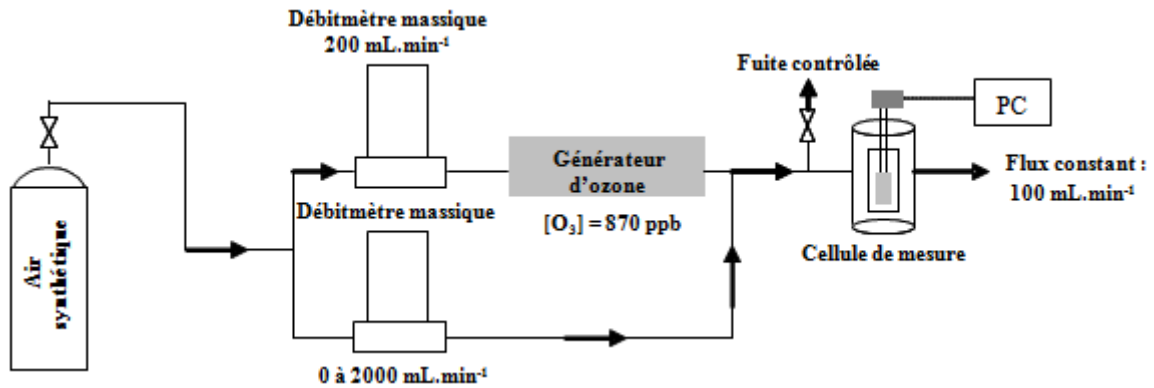 Débitmètre massique
200 mL.min⁻¹
Fuite contrôlée
PC
Générateur
d'ozone
[O₃] = 870 ppb
Flux constant :
100 mL.min⁻¹
Cellule de mesure
Air
synthétique
Débitmètre massique
0 à 2000 mL.min⁻¹